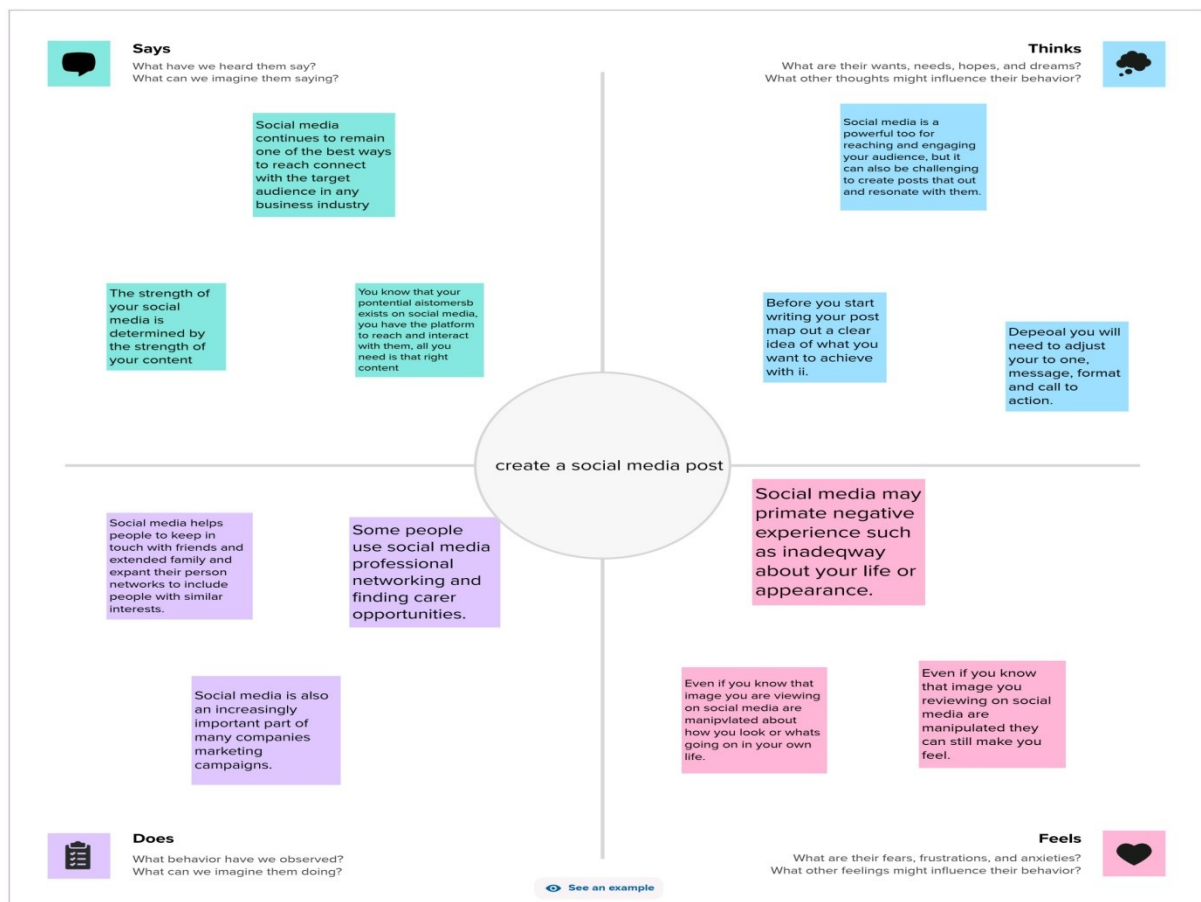 Says
What have we heard them say?
What can we imagine them saying?
Social media
continues to remain
one of the best ways
to reach connect
with the target
audience in any
business industry
The strength of
your social
media is
determined by
the strength of
your content
You know that your
pontential aistomersb
exists on social media,
you have the platform
to reach and interact
with them, all you
need is that right
content
Thinks
What are their wants, needs, hopes, and dreams?
What other thoughts might influence their behavior?
Social media is a
powerful too for
reaching and engaging
your audience, but it
can also be challenging
to create posts that out
and resonate with them.
Before you start
writing your post
map out a clear
idea of what you
want to achieve
with ii.
Depeoal you will
need to adjust
your to one,
message, format
and call to
action.
create a social media post
Social media helps
people to keep in
touch with friends and
extended family and
expant their person
networks to include
people with similar
interests.
Some people
use social media
professional
networking and
finding carer
opportunities.
Social media is also
an increasingly
important part of
many companies
marketing
campaigns.
Does
What behavior have we observed?
What can we imagine them doing?
Social media may
primate negative
experience such
as inadeqway
about your life or
appearance.
Even if you know that
image you are viewing
on social media are
manipvlated about
how you look or whats
going on in your own
life.
Even if you know
that image you
reviewing on social
media are
manipulated they
can still make you
feel.
Feels
What are their fears, frustrations, and anxieties?
What other feelings might influence their behavior?
See an example